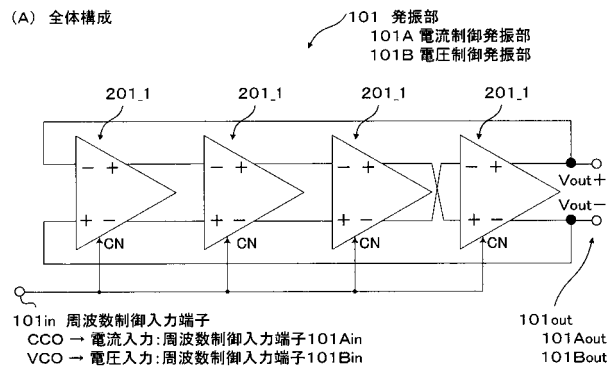 (A) 全体構成
101 発振部
101A 電流制御発振部
101B 電圧制御発振部
201_1 201_1 201_1 201_1
− + − + − + − +
Vout+
Vout−
+ − + − + − + −
CN CN CN CN
101in 周波数制御入力端子
CCO → 電流入力:周波数制御入力端子101Ain
VCO → 電圧入力:周波数制御入力端子101Bin
101out
101Aout
101Bout